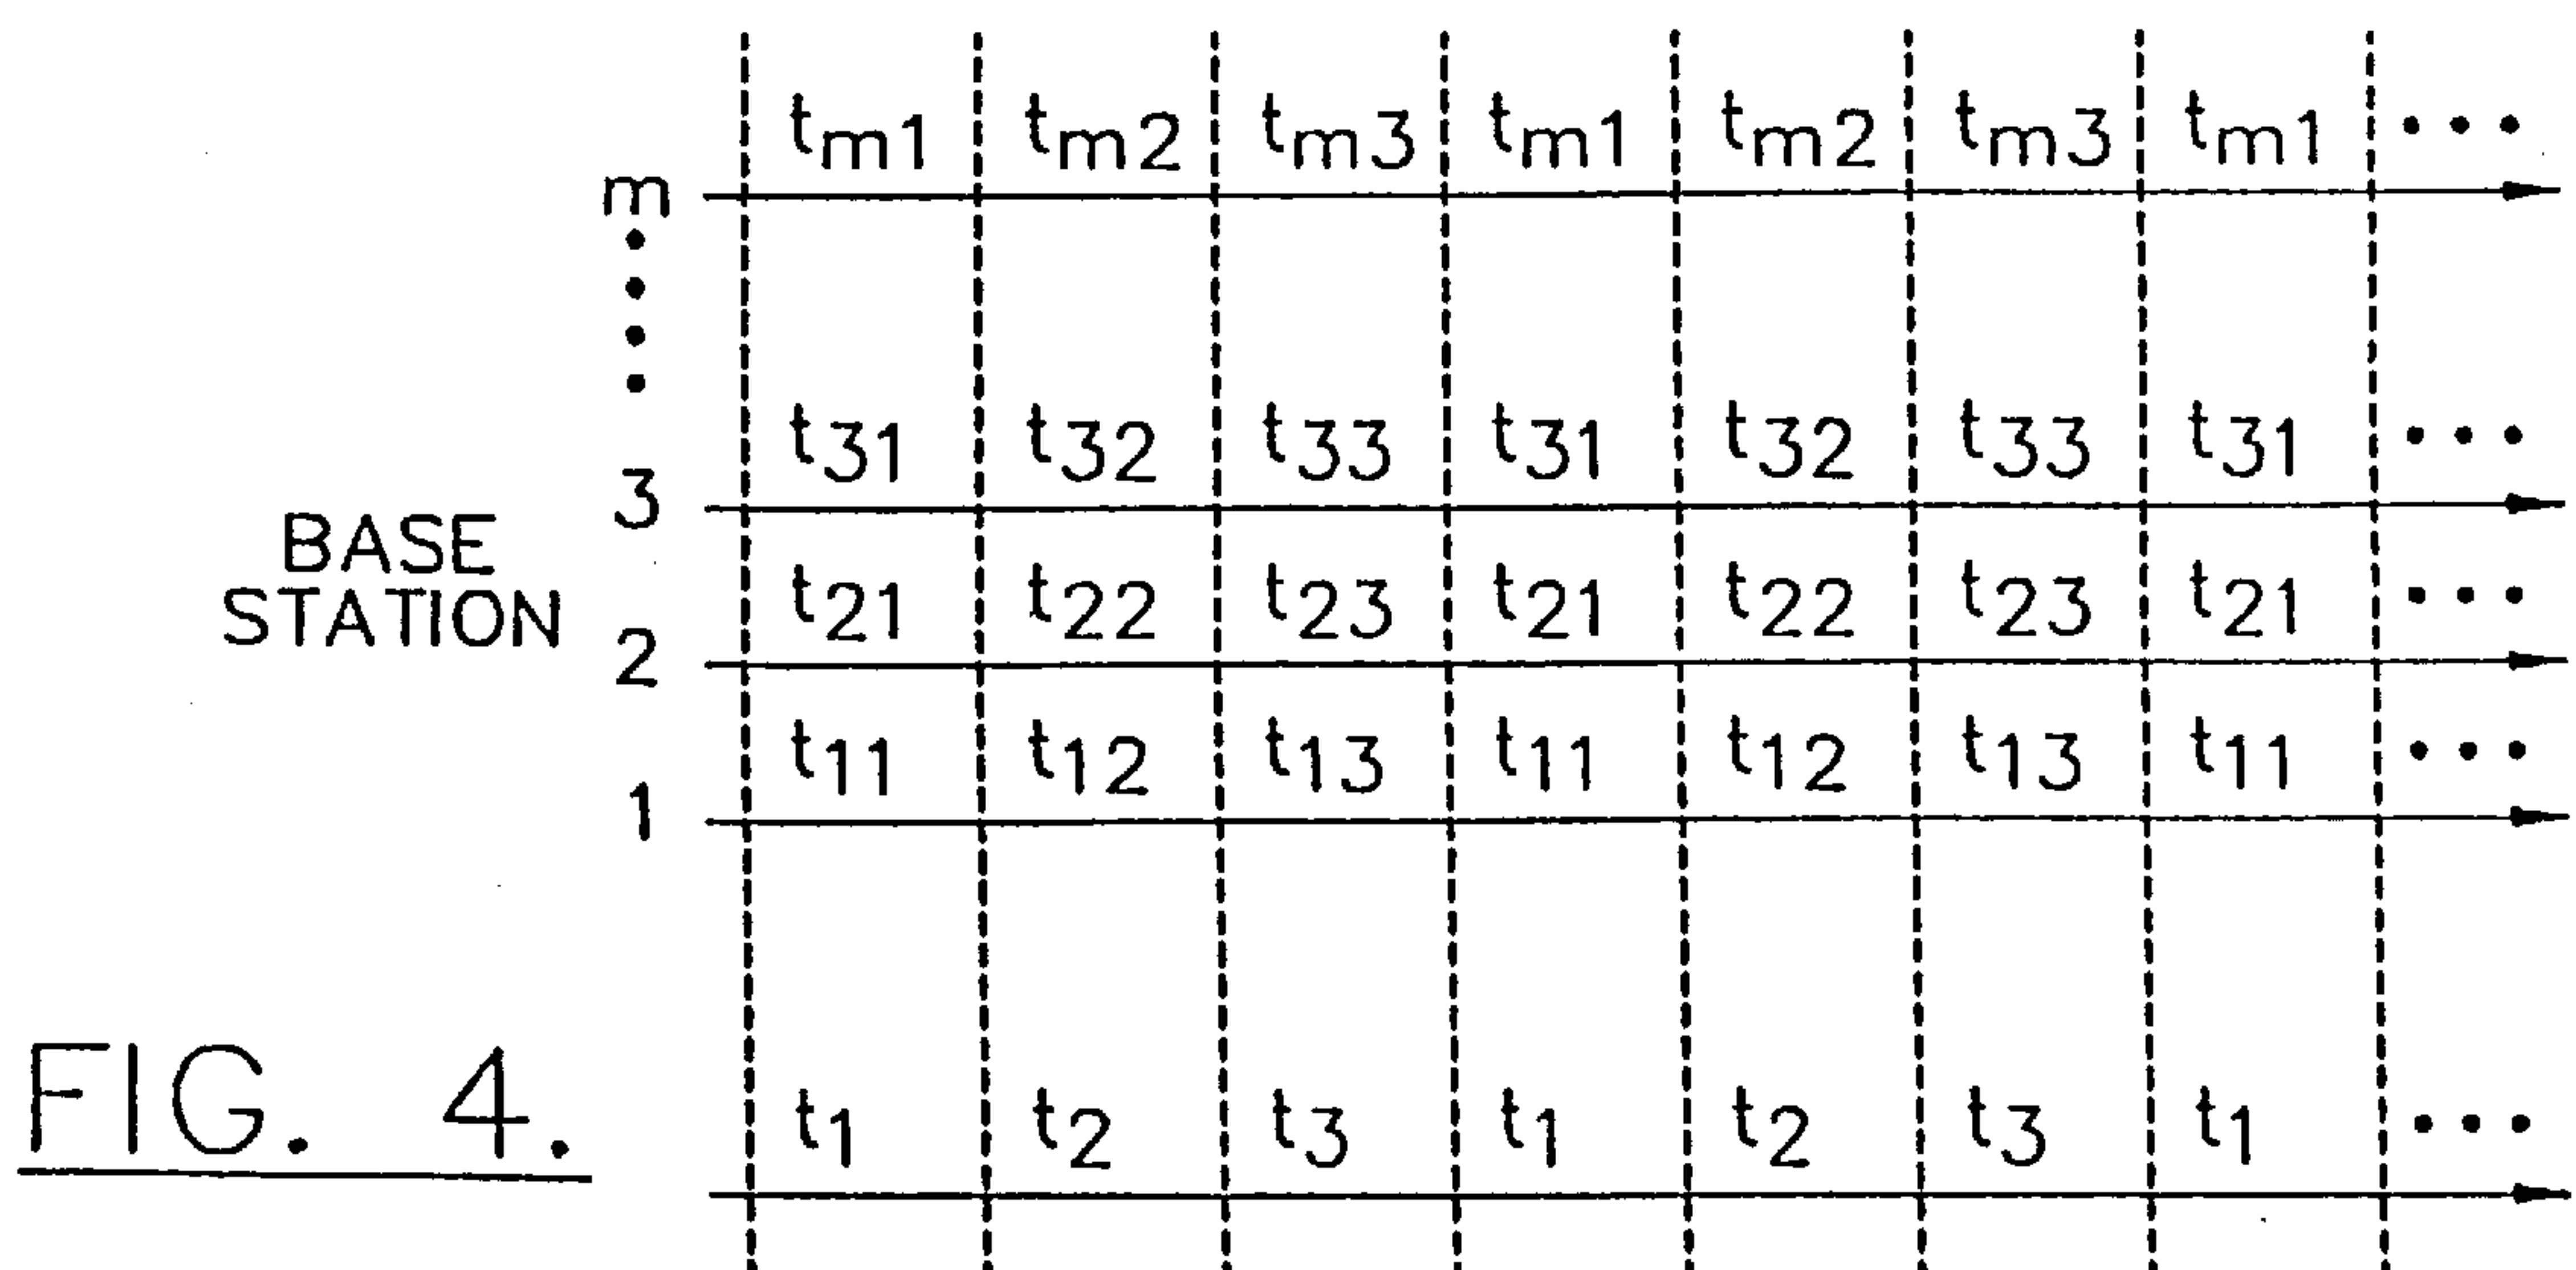 tm1 tm2 tm3 tm1 tm2 tm3 tm1 •••
m
t31 t32 t33 t31 t32 t33 t31 •••
3
BASE
STATION
t21 t22 t23 t21 t22 t23 t21 •••
2
t11 t12 t13 t11 t12 t13 t11 •••
1
FIG. 4.
t1 t2 t3 t1 t2 t3 t1 •••